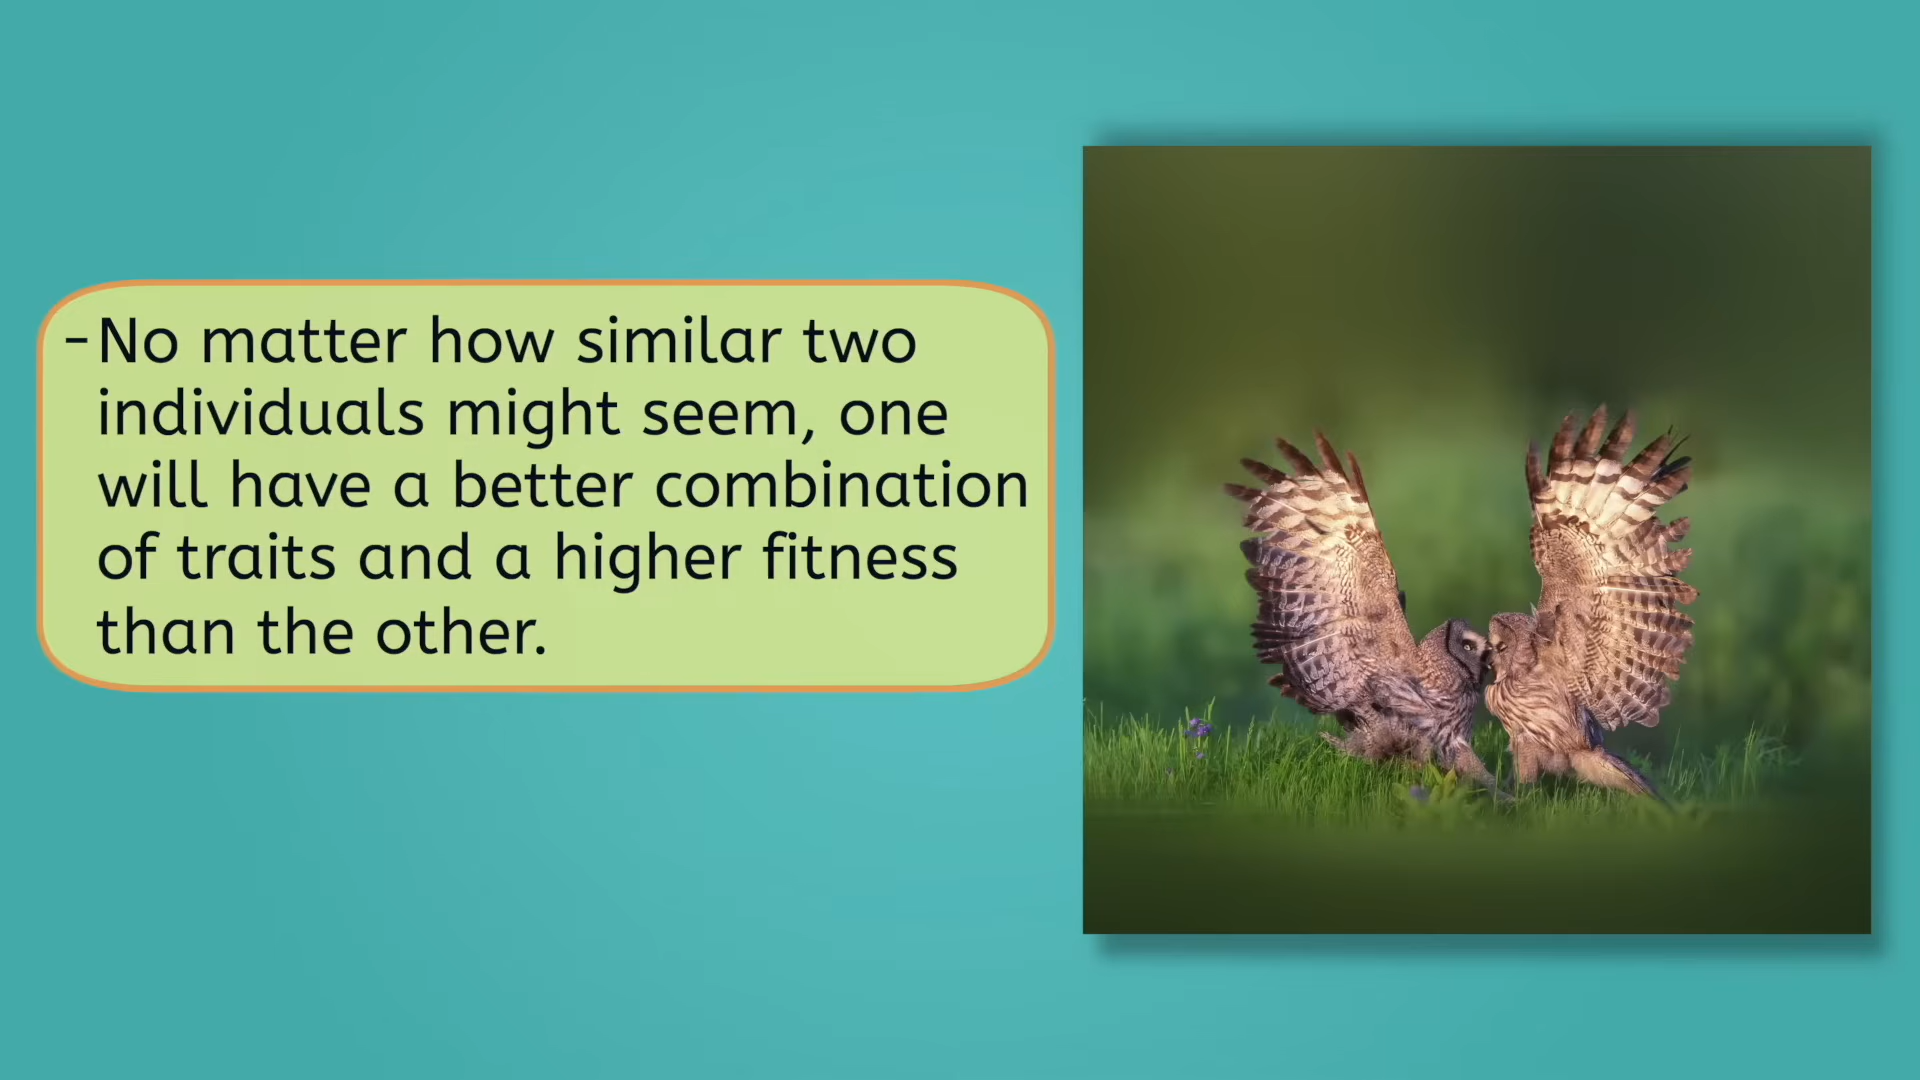 -No matter how similar two
individuals might seem, one
will have a better combination
of traits and a higher fitness
than the other.